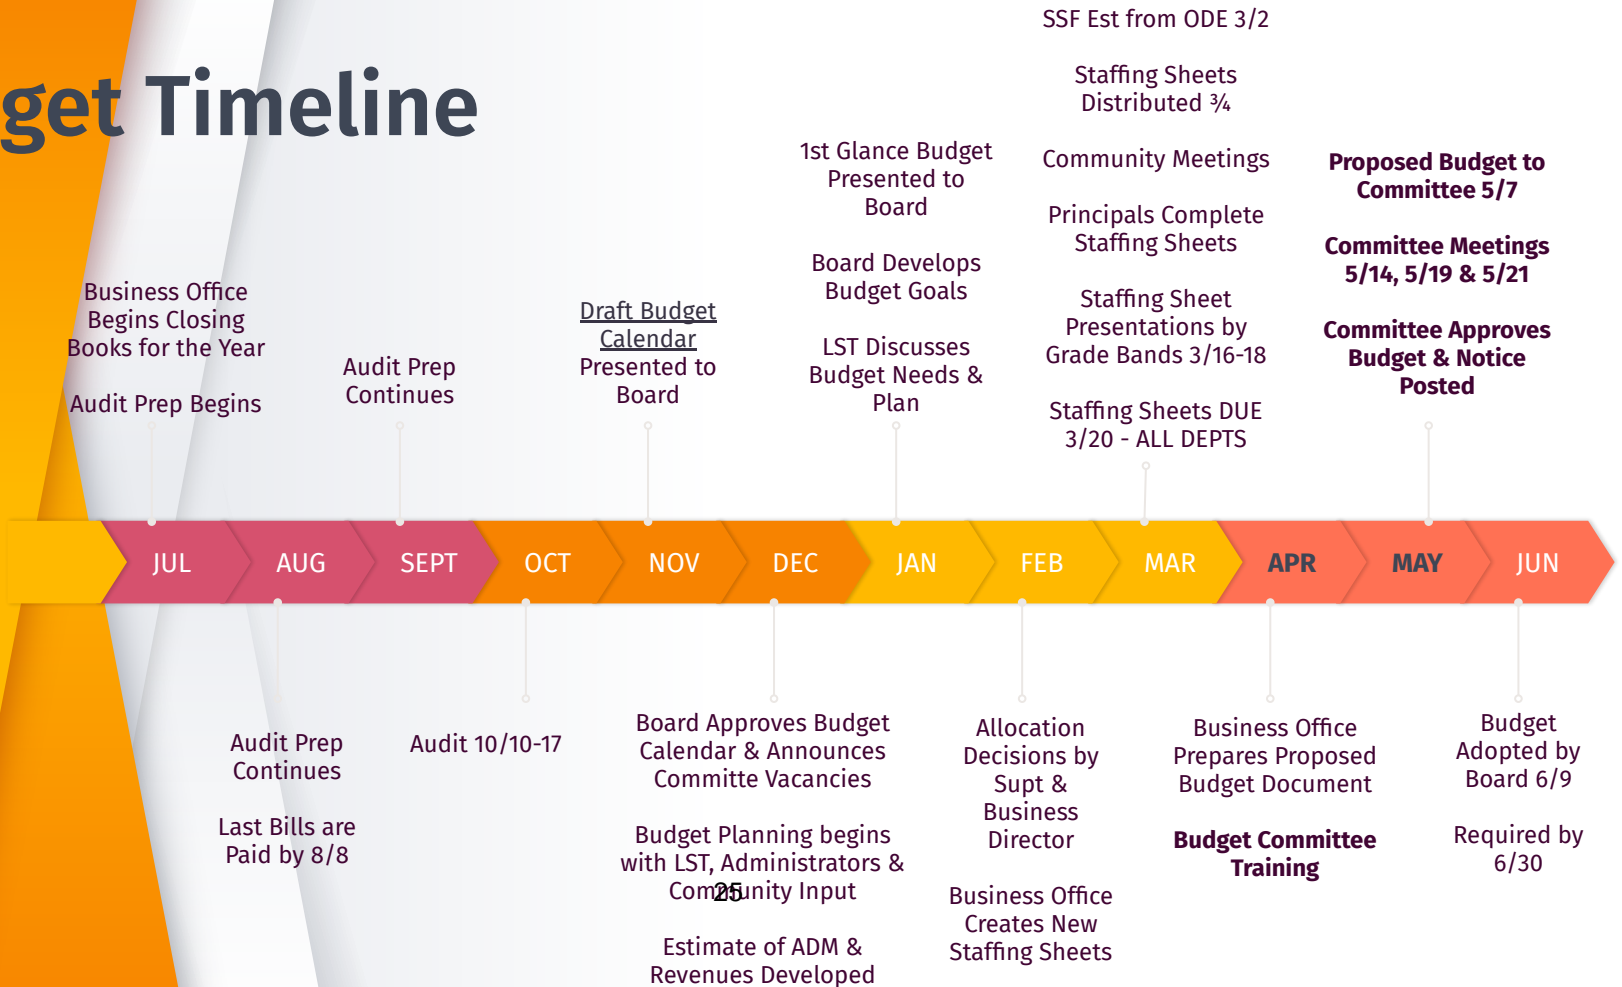 get Timeline
SSF Est from ODE 3/2
Staffing Sheets
Distributed ¾
Community Meetings
Principals Complete
Staffing Sheets
Staffing Sheet
Presentations by
Grade Bands 3/16-18
Staffing Sheets DUE
3/20 - ALL DEPTS
1st Glance Budget
Presented to
Board
Board Develops
Budget Goals
LST Discusses
Budget Needs &
Plan
Proposed Budget to
Committee 5/7
Committee Meetings
5/14, 5/19 & 5/21
Committee Approves
Budget & Notice
Posted
Business Office
Begins Closing
Books for the Year
Audit Prep Begins
Audit Prep
Continues
Draft Budget
Calendar
Presented to
Board
JUL
AUG
SEPT
OCT
NOV
DEC
JAN
FEB
MAR
APR
MAY
JUN
Audit Prep
Continues
Last Bills are
Paid by 8/8
Audit 10/10-17
Board Approves Budget
Calendar & Announces
Committe Vacancies
Budget Planning begins
with LST, Administrators &
Community Input
25
Estimate of ADM &
Revenues Developed
Allocation
Decisions by
Supt &
Business
Director
Business Office
Creates New
Staffing Sheets
Business Office
Prepares Proposed
Budget Document
Budget Committee
Training
Budget
Adopted by
Board 6/9
Required by
6/30